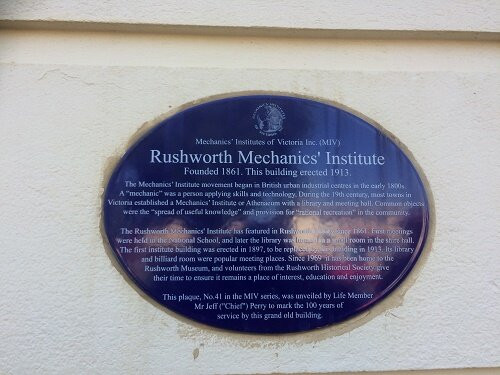 Mechanics' Institutes of Victoria Inc. (MIV)
Rushworth Mechanics' Institute
Founded 1861. This building erected 1913.
The Mechanics' Institute movement began in British urban industrial centres in the early 1800s.
A "mechanic" was a person applying skills and technology. During the 19th century, most towns in
Victoria established a Mechanics' Institute or Athenaeum with a library and meeting hall. Common objects
were the "spread of useful knowledge" and provision for "rational recreation" in the community.
The Rushworth Mechanics' Institute has featured in since 1861. First meetings
were held in the National School, and later the library was in a small room in the shire hall.
The first institute building was erected in 1897, to be replaced by the building in 1913. Its library
and billiard room were popular meeting places. Since 1969 it has been home to the
Rushworth Museum, and volunteers from the Rushworth Historical Society give
their time to ensure it remains a place of interest, education and enjoyment.
This plaque, No.41 in the MIV series, was unveiled by Life Member
Mr Jeff ("Chief") Perry to mark the 100 years of
service by this grand old building.